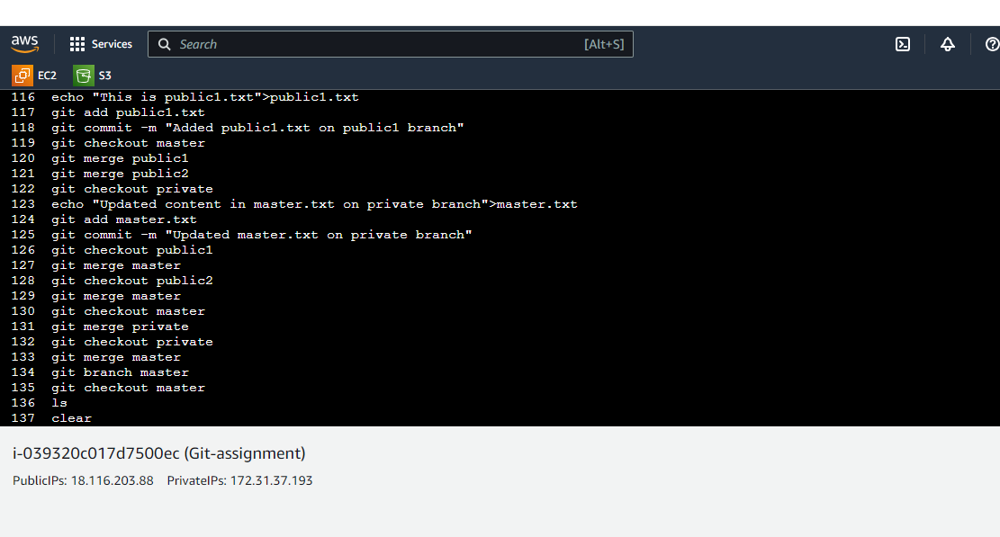 aws
Services
Search
[Alt+S]
EC2
S3
116 echo "This is public1.txt">public1.txt
117 git add public1.txt
118 git commit -m "Added public1.txt on public1 branch"
119 git checkout master
120 git merge public1
121 git merge public2
122 git checkout private
123 echo "Updated content in master.txt on private branch">master.txt
124 git add master.txt
125 git commit -m "Updated master.txt on private branch"
126 git checkout public1
127 git merge master
128 git checkout public2
129 git merge master
130 git checkout master
131 git merge private
132 git checkout private
133 git merge master
134 git branch master
135 git checkout master
136 ls
137 clear
i-039320c017d7500ec (Git-assignment)
PublicIPs: 18.116.203.88 PrivateIPs: 172.31.37.193